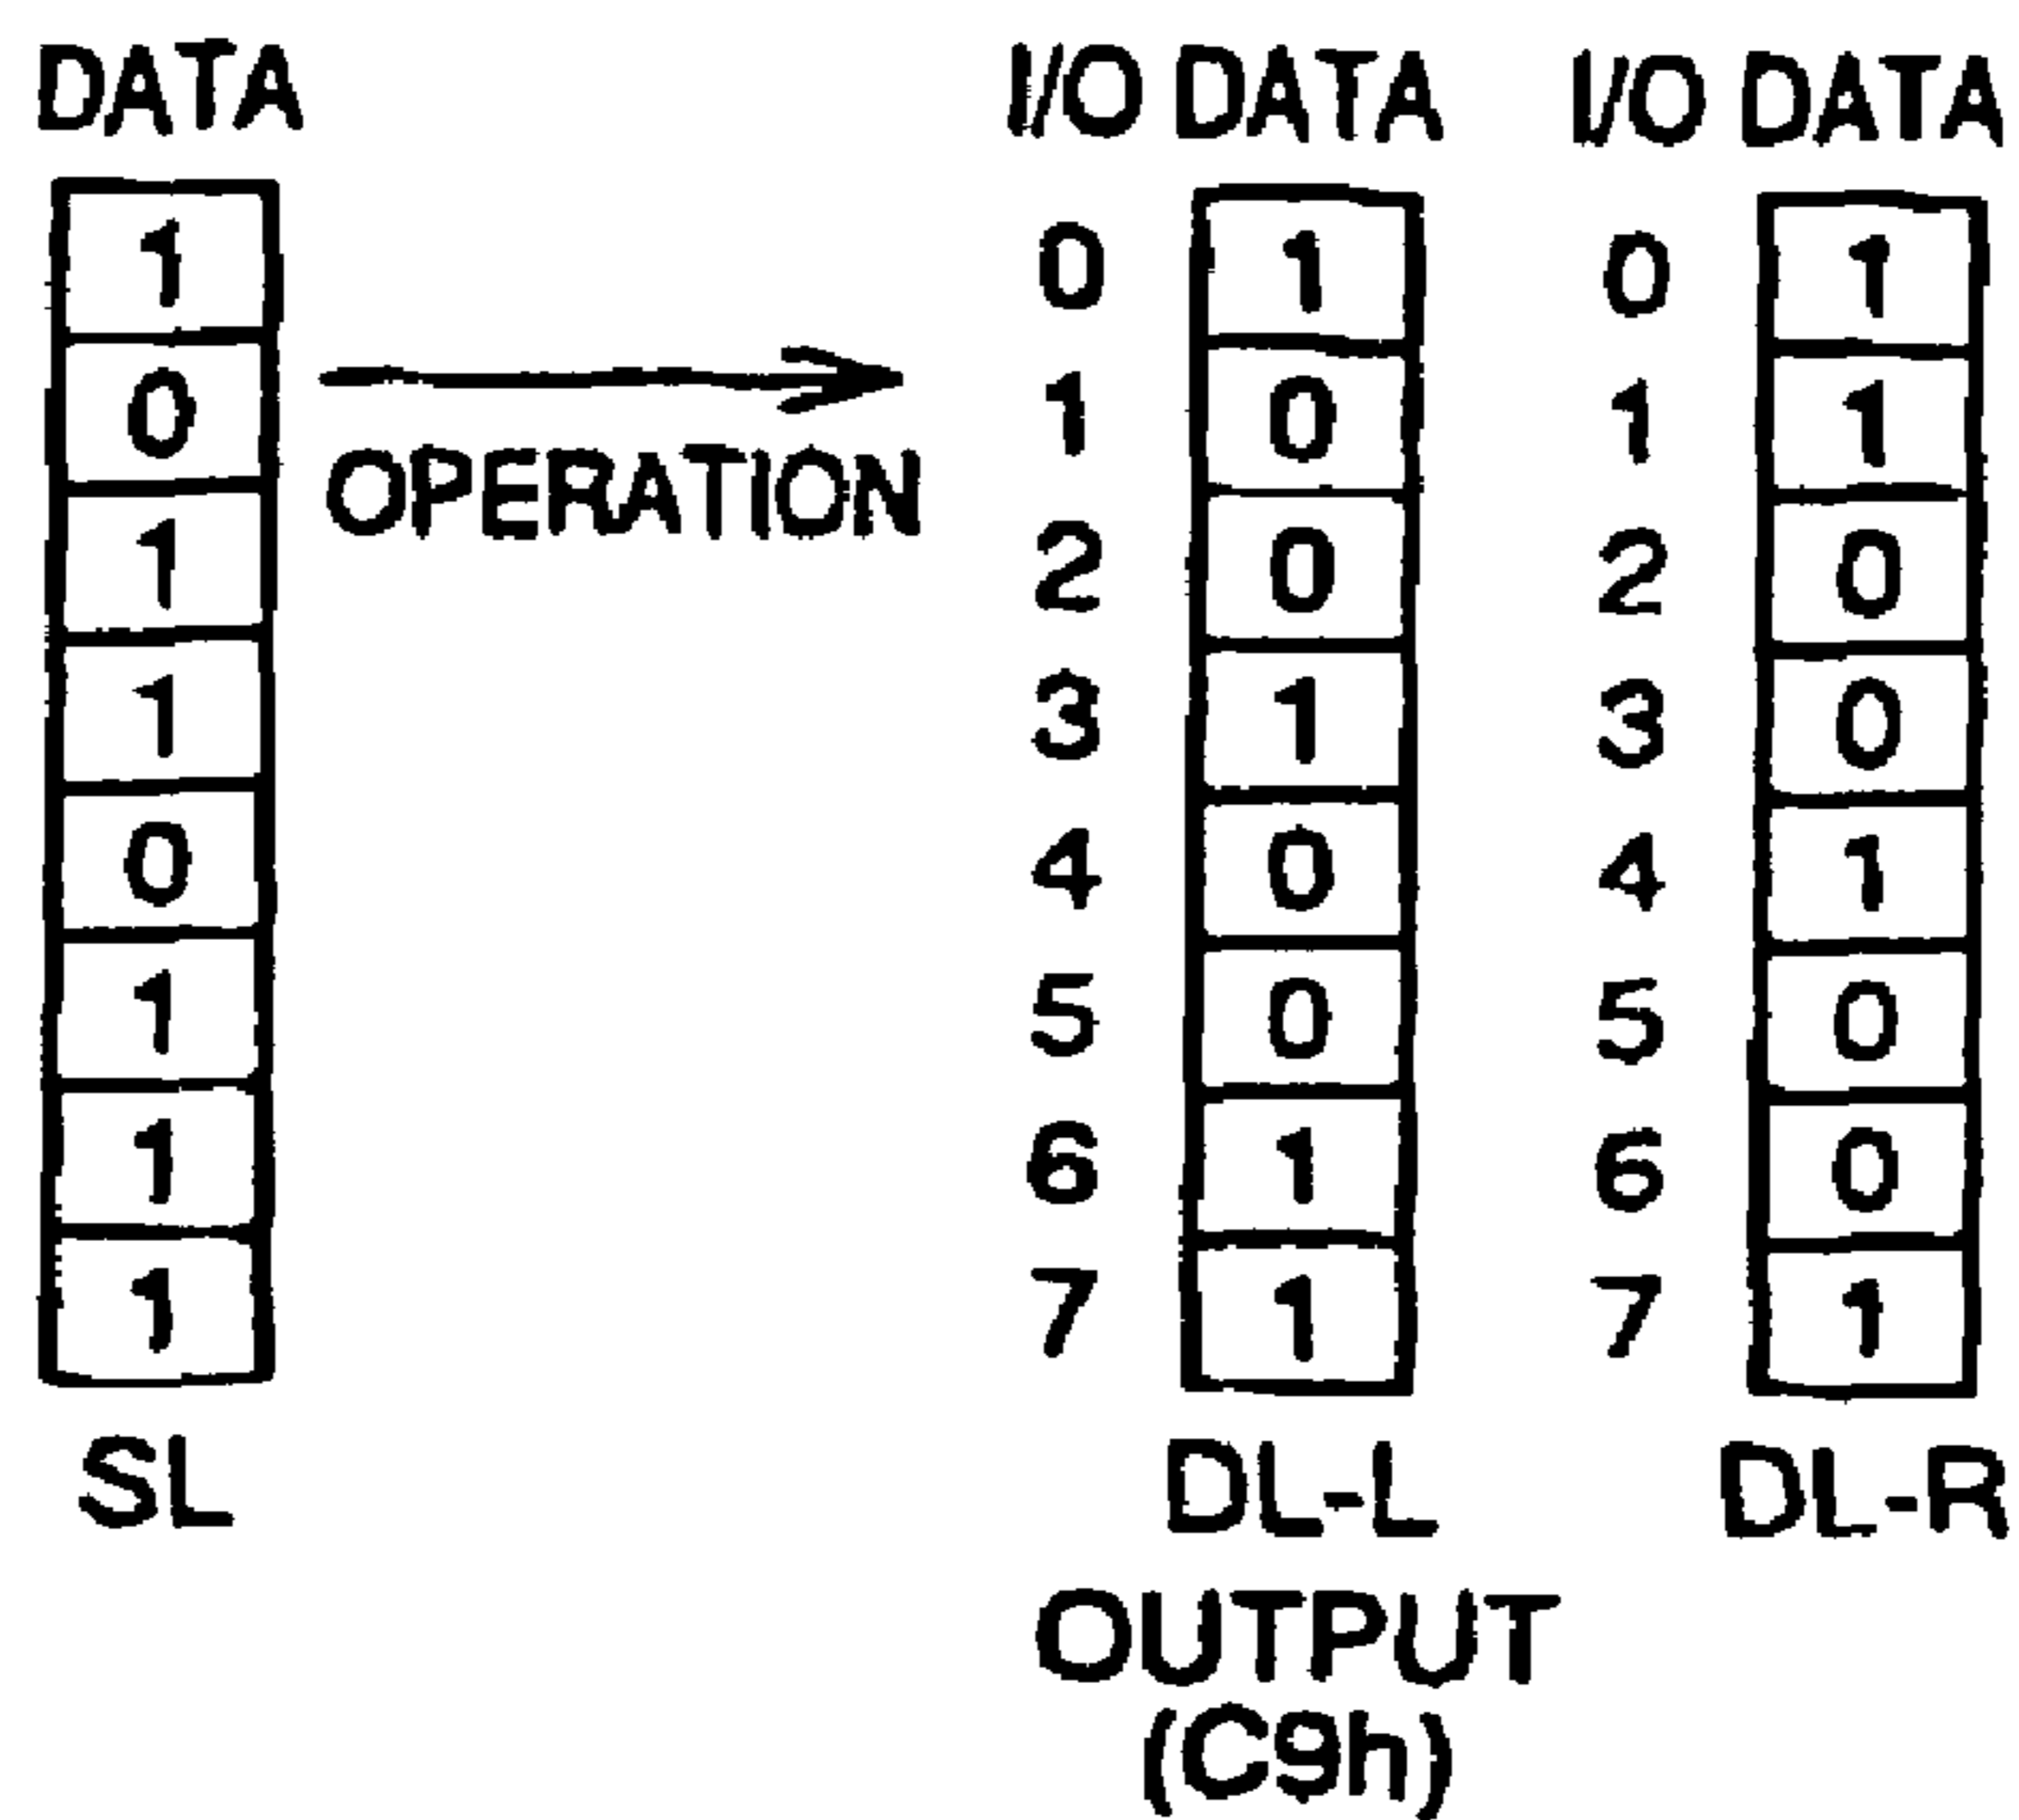 DATA I/O DATA I/O DATA
1 0 1 0 1
0 1 0 1 1
OPERATION
1 2 0 2 0
1 3 1 3 0
0 4 0 4 1
1 5 0 5 0
1 6 1 6 0
1 7 1 7 1
SL DL-L DL-R
OUTPUT
(C9h)